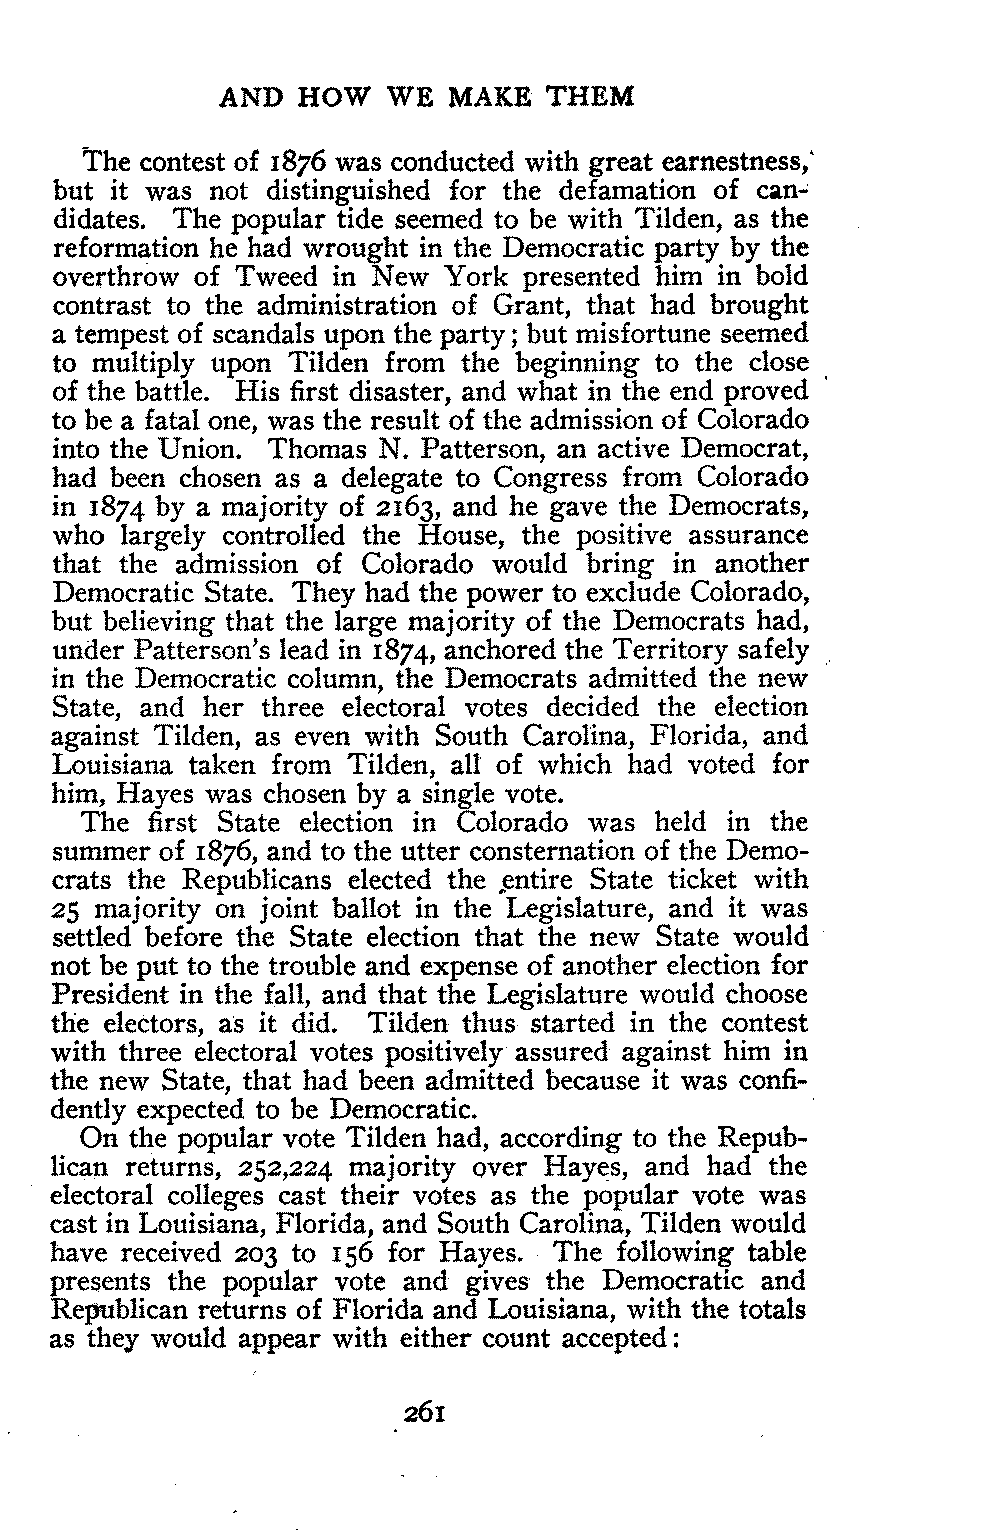 AND HOW WE MAKE THEM
The contest of 1876 was conducted with great earnestness,
but it was not distinguished for the defamation of can-
didates. The popular tide seemed to be with Tilden, as the
reformation he had wrought in the Democratic party by the
overthrow of Tweed in New York presented him in bold
contrast to the administration of Grant, that had brought
a tempest of scandals upon the party; but misfortune seemed
to multiply upon Tilden from the beginning to the close
of the battle. His first disaster, and what in the end proved
to be a fatal one, was the result of the admission of Colorado
into the Union. Thomas N. Patterson, an active Democrat,
had been chosen as a delegate to Congress from Colorado
in 1874 by a majority of 2163, and he gave the Democrats,
who largely controlled the House, the positive assurance
that the admission of Colorado would bring in another
Democratic State. They had the power to exclude Colorado,
but believing that the large majority of the Democrats had,
under Patterson's lead in 1874, anchored the Territory safely
in the Democratic column, the Democrats admitted the new
State, and her three electoral votes decided the election
against Tilden, as even with South Carolina, Florida, and
Louisiana taken from Tilden, all of which had voted for
him, Hayes was chosen by a single vote.
The first State election in Colorado was held in the
summer of 1876, and to the utter consternation of the Demo-
crats the Republicans elected the entire State ticket with
25 majority on joint ballot in the Legislature, and it was
settled before the State election that the new State would
not be put to the trouble and expense of another election for
President in the fall, and that the Legislature would choose
the electors, as it did. Tilden thus started in the contest
with three electoral votes positively assured against him in
the new State, that had been admitted because it was confi-
dently expected to be Democratic.
On the popular vote Tilden had, according to the Repub-
lican returns, 252,224 majority over Hayes, and had the
electoral colleges cast their votes as the popular vote was
cast in Louisiana, Florida, and South Carolina, Tilden would
have received 203 to 156 for Hayes. The following table
presents the popular vote and gives the Democratic and
Republican returns of Florida and Louisiana, with the totals
as they would appear with either count accepted:
261